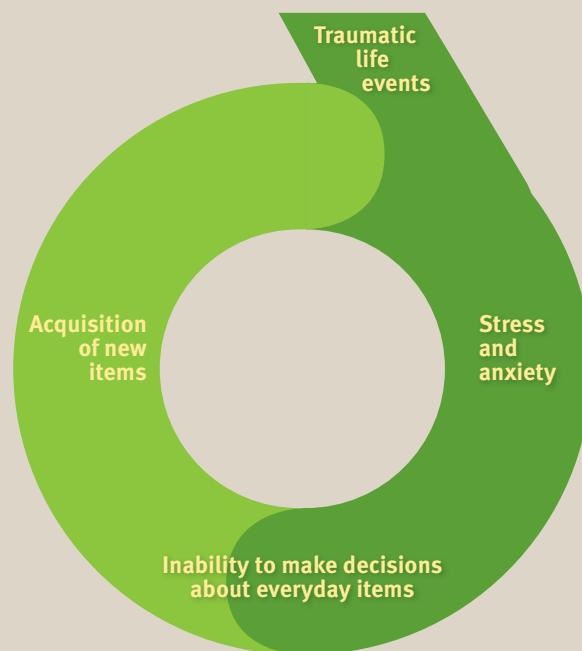 Traumatic
life
events
Stress
and
anxiety
Inability to make decisions
about everyday items
Acquisition
of new
items